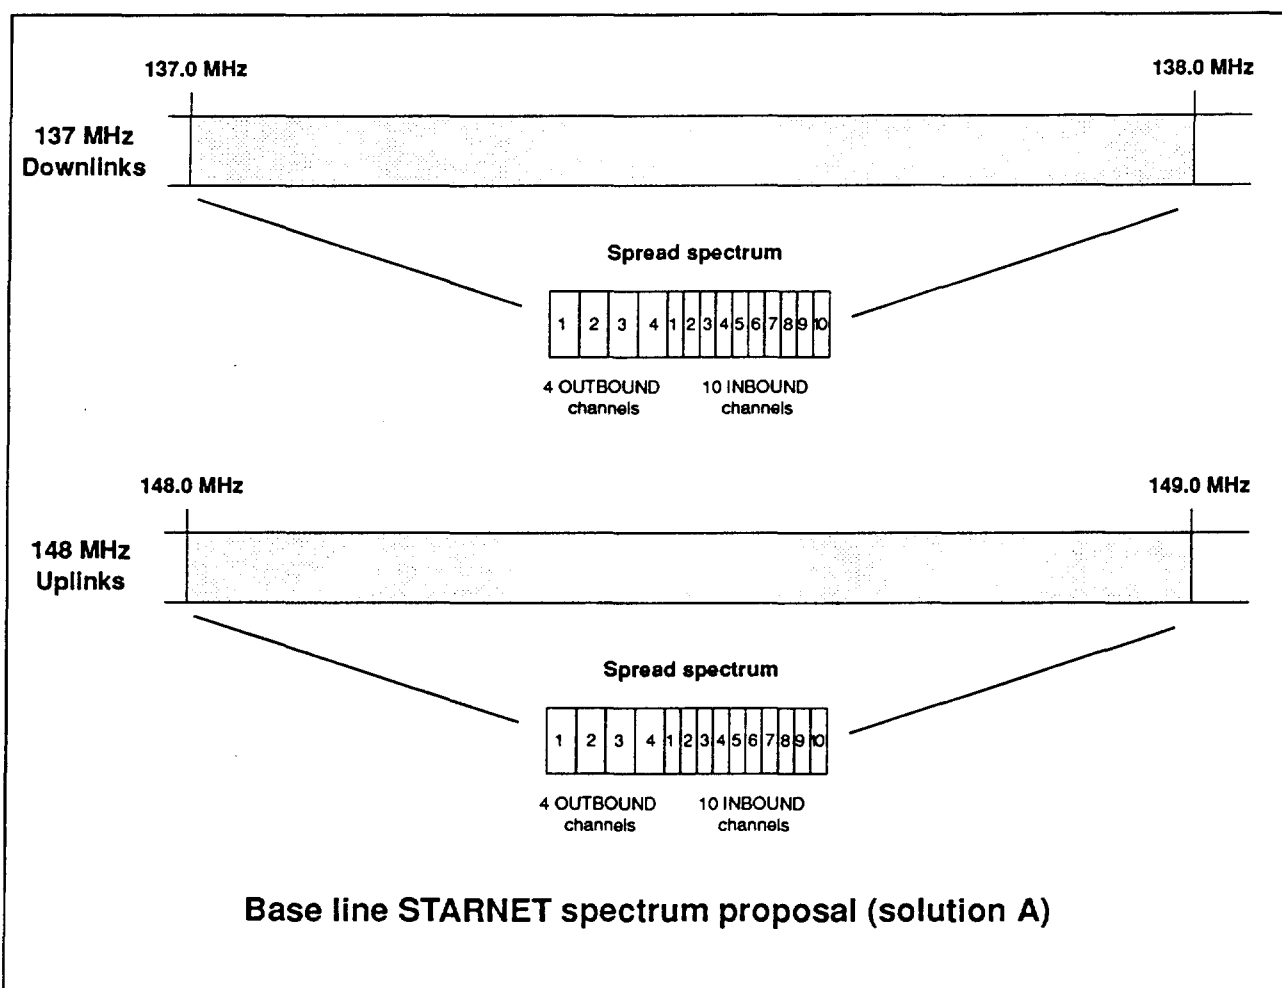 137.0 MHz 138.0 MHz
137 MHz
Downlinks
Spread spectrum
1 2 3 4 1 2 3 4 5 6 7 8 9 10
4 OUTBOUND 10 INBOUND
channels channels
148.0 MHz 149.0 MHz
148 MHz
Uplinks
Spread spectrum
1 2 3 4 1 2 3 4 5 6 7 8 9 10
4 OUTBOUND 10 INBOUND
channels channels
Base line STARNET spectrum proposal (solution A)